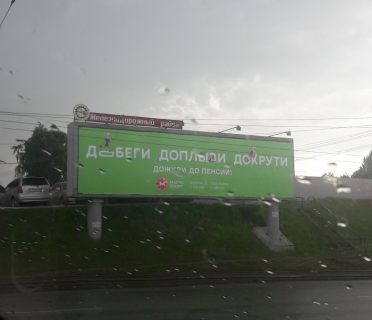 Железнодорожный район
ДОБЕГИ ДОПЛЫВИ ДОКРУТИ
ДОЖИВИ ДО ПЕНСИИ!